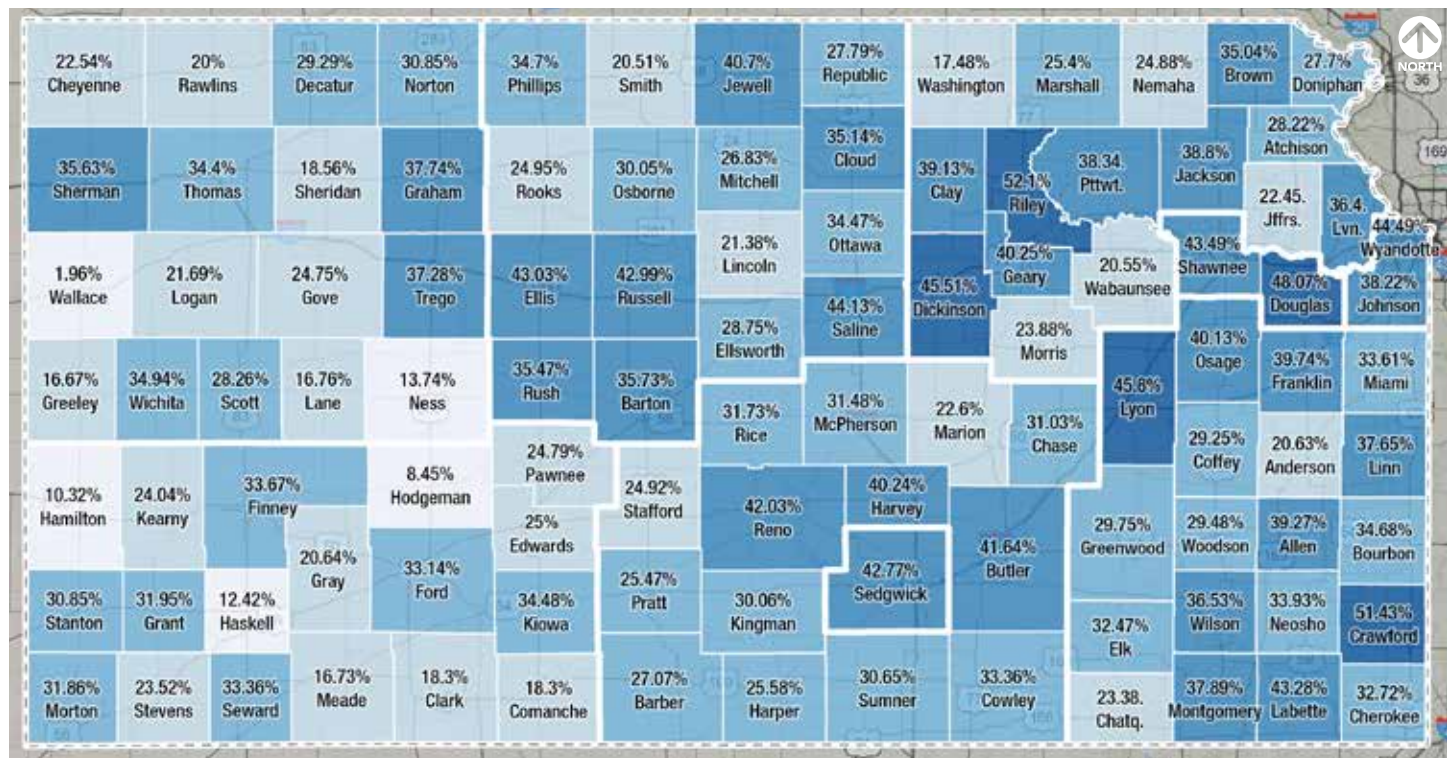 22.54%
Cheyenne
20%
Rawlins
29.29%
Decatur
30.85%
Norton
34.7%
Phillips
20.51%
Smith
40.7%
Jewell
27.79%
Republic
17.48%
Washington
25.4%
Marshall
24.88%
Nemaha
35.04%
Brown
27.7%
Doniphan
NORTH
36
35.63%
Sherman
34.4%
Thomas
18.56%
Sheridan
37.74%
Graham
24.95%
Rooks
30.05%
Osborne
26.83%
Mitchell
35.14%
Cloud
39.13%
Clay
52.1%
Riley
38.34.
Pttwt.
38.8%
Jackson
28.22%
Atchison
169
22.45.
Jffrs.
36.4.
Lvn.
44.49%
Wyandotte
1.96%
Wallace
21.69%
Logan
24.75%
Gove
37.28%
Trego
43.03%
Ellis
42.99%
Russell
21.38%
Lincoln
34.47%
Ottawa
45.51%
Dickinson
40.25%
Geary
20.55%
Wabaunsee
43.49%
Shawnee
48.07%
Douglas
38.22%
Johnson
28.75%
Ellsworth
44.13%
Saline
23.88%
Morris
16.67%
Greeley
34.94%
Wichita
28.26%
Scott
16.76%
Lane
13.74%
Ness
35.47%
Rush
35.73%
Barton
31.73%
Rice
31.48%
McPherson
22.6%
Marion
31.03%
Chase
45.8%
Lyon
40.13%
Osage
39.74%
Franklin
33.61%
Miami
29.25%
Coffey
20.63%
Anderson
37.65%
Linn
10.32%
Hamilton
24.04%
Kearny
33.67%
Finney
8.45%
Hodgeman
24.79%
Pawnee
24.92%
Stafford
42.03%
Reno
40.24%
Harvey
25%
Edwards
20.64%
Gray
33.14%
Ford
42.77%
Sedgwick
41.64%
Butler
29.75%
Greenwood
29.48%
Woodson
39.27%
Allen
34.68%
Bourbon
30.85%
Stanton
31.95%
Grant
12.42%
Haskell
34.48%
Kiowa
25.47%
Pratt
30.06%
Kingman
32.47%
Elk
36.53%
Wilson
33.93%
Neosho
51.43%
Crawford
31.86%
Morton
23.52%
Stevens
33.36%
Seward
16.73%
Meade
18.3%
Clark
18.3%
Comanche
27.07%
Barber
25.58%
Harper
30.65%
Sumner
33.36%
Cowley
23.38.
Chatq.
37.89%
Montgomery
43.28%
Labette
32.72%
Cherokee